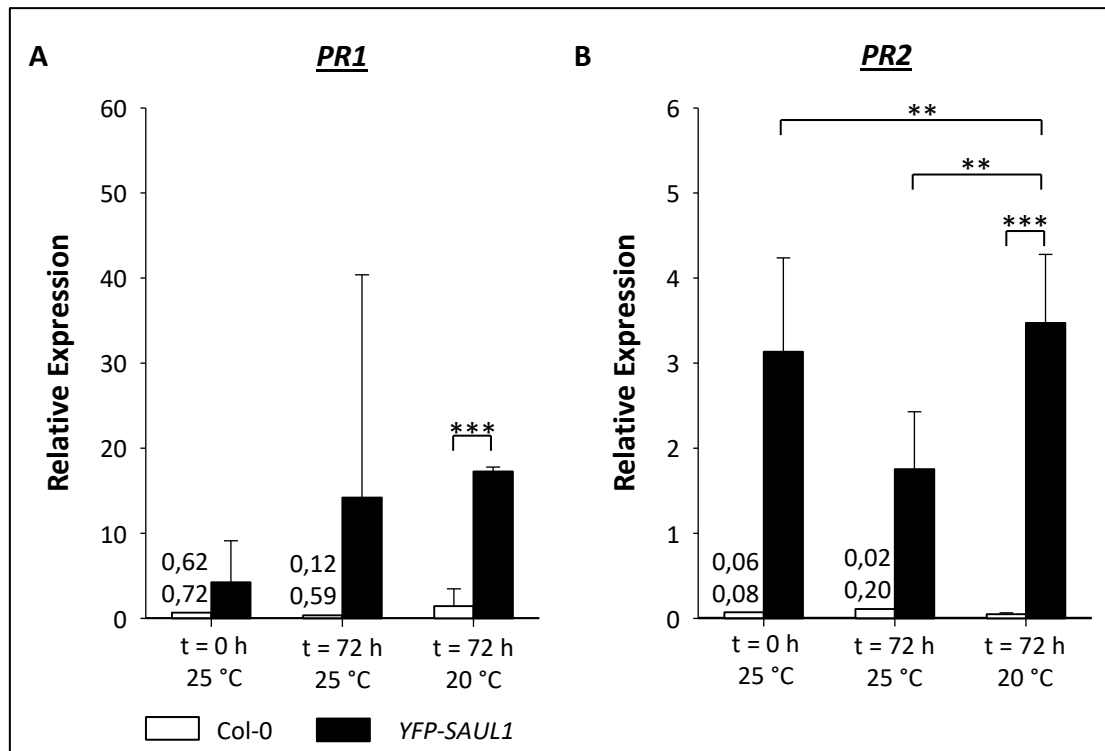 A
PR1
Relative Expression
60
50
40
30
20
10
0
0,62
0,72
0,12
0,59
***
t = 0 h
25 °C
t = 72 h
25 °C
t = 72 h
20 °C
B
PR2
Relative Expression
6
5
4
3
2
1
0
**
**
***
0,06
0,08
0,02
0,20
t = 0 h
25 °C
t = 72 h
25 °C
t = 72 h
20 °C
Col-0
YFP-SAUL1